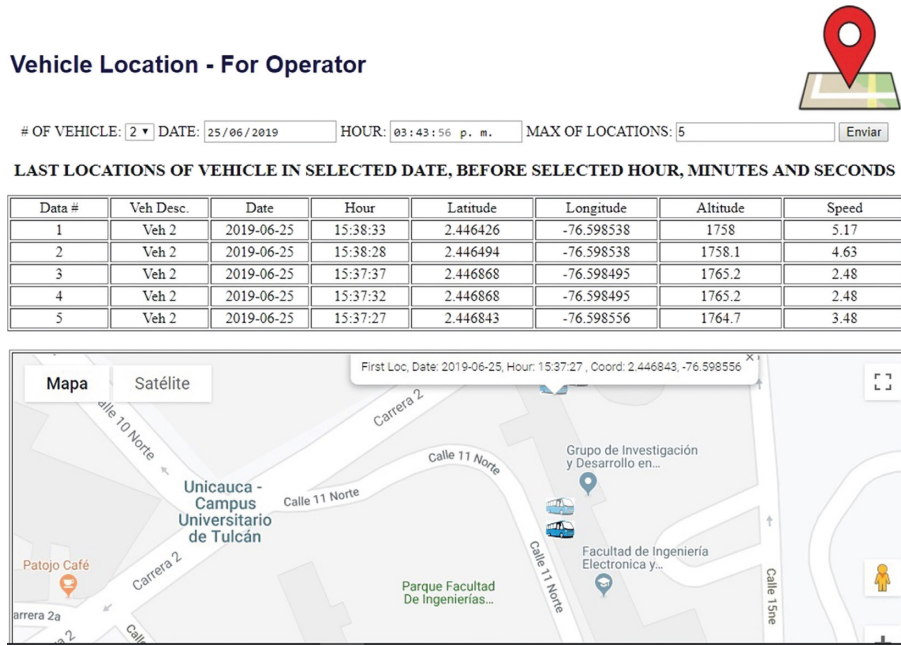 Vehicle Location - For Operator
# OF VEHICLE: 2 DATE: 25/06/2019 HOUR: 03:43:56 p. m. MAX OF LOCATIONS: 5 Enviar
LAST LOCATIONS OF VEHICLE IN SELECTED DATE, BEFORE SELECTED HOUR, MINUTES AND SECONDS
Data # Veh Desc. Date Hour Latitude Longitude Altitude Speed
1 Veh 2 2019-06-25 15:38:33 2.446426 -76.598538 1758 5.17
2 Veh 2 2019-06-25 15:38:28 2.446494 -76.598538 1758.1 4.63
3 Veh 2 2019-06-25 15:37:37 2.446868 -76.598495 1765.2 2.48
4 Veh 2 2019-06-25 15:37:32 2.446868 -76.598495 1765.2 2.48
5 Veh 2 2019-06-25 15:37:27 2.446843 -76.598556 1764.7 3.48
First Loc, Date: 2019-06-25, Hour: 15:37:27 , Coord: 2.446843, -76.598556
Mapa Satélite
alle 10 Norte
Carrera 2
Calle 11 Norte
Grupo de Investigación
y Desarrollo en...
Unicauca -
Campus
Universitario
de Tulcán
Calle 11 Norte
Calle 11 Norte
Facultad de Ingeniería
Electronica y...
Patojo Café
Carrera 2
Parque Facultad
De Ingenierías...
Calle 15ne
arrera 2a
Calle